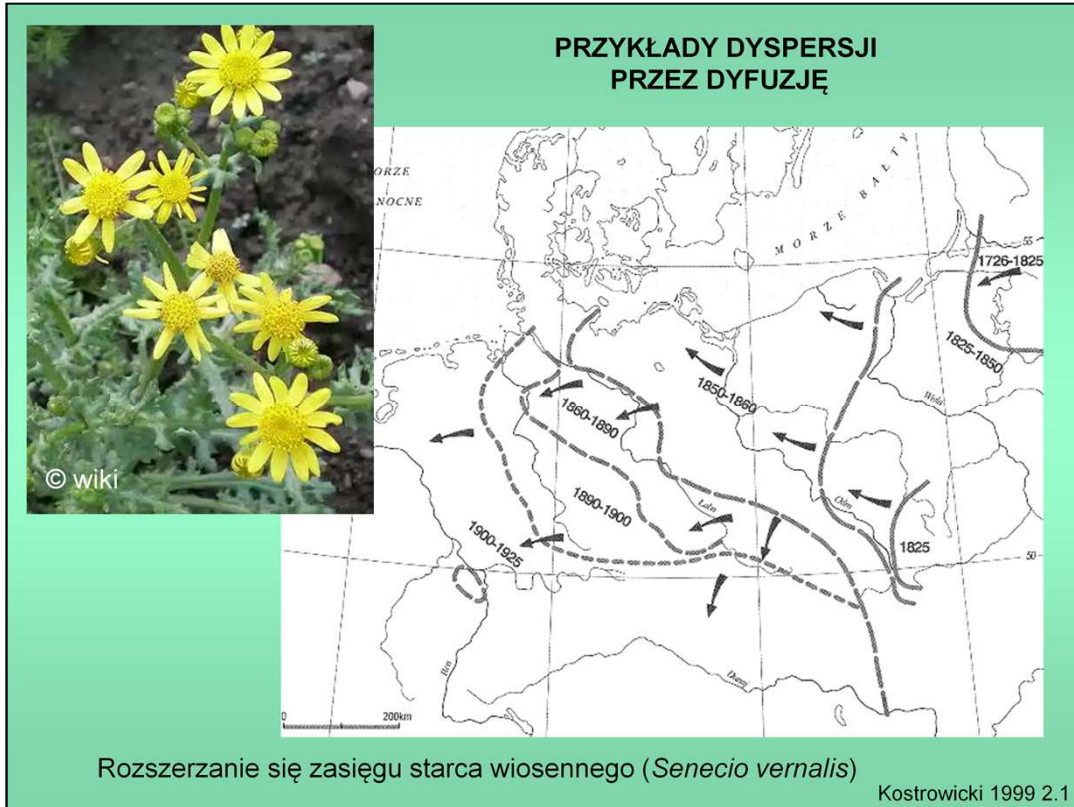 PRZYKŁADY DYSPERSJI
PRZEZ DYFUZJĘ
ORZE
NOCNE
MORZE BAŁTY
55
1726-1825
1825-1850
1850-1860
Wisła
1860-1890
Łaba
Odra
1890-1900
1900-1925
1825
50
Ren
Dunaj
0
200km
© wiki
Rozszerzanie się zasięgu starca wiosennego (Senecio vernalis)
Kostrowicki 1999 2.1